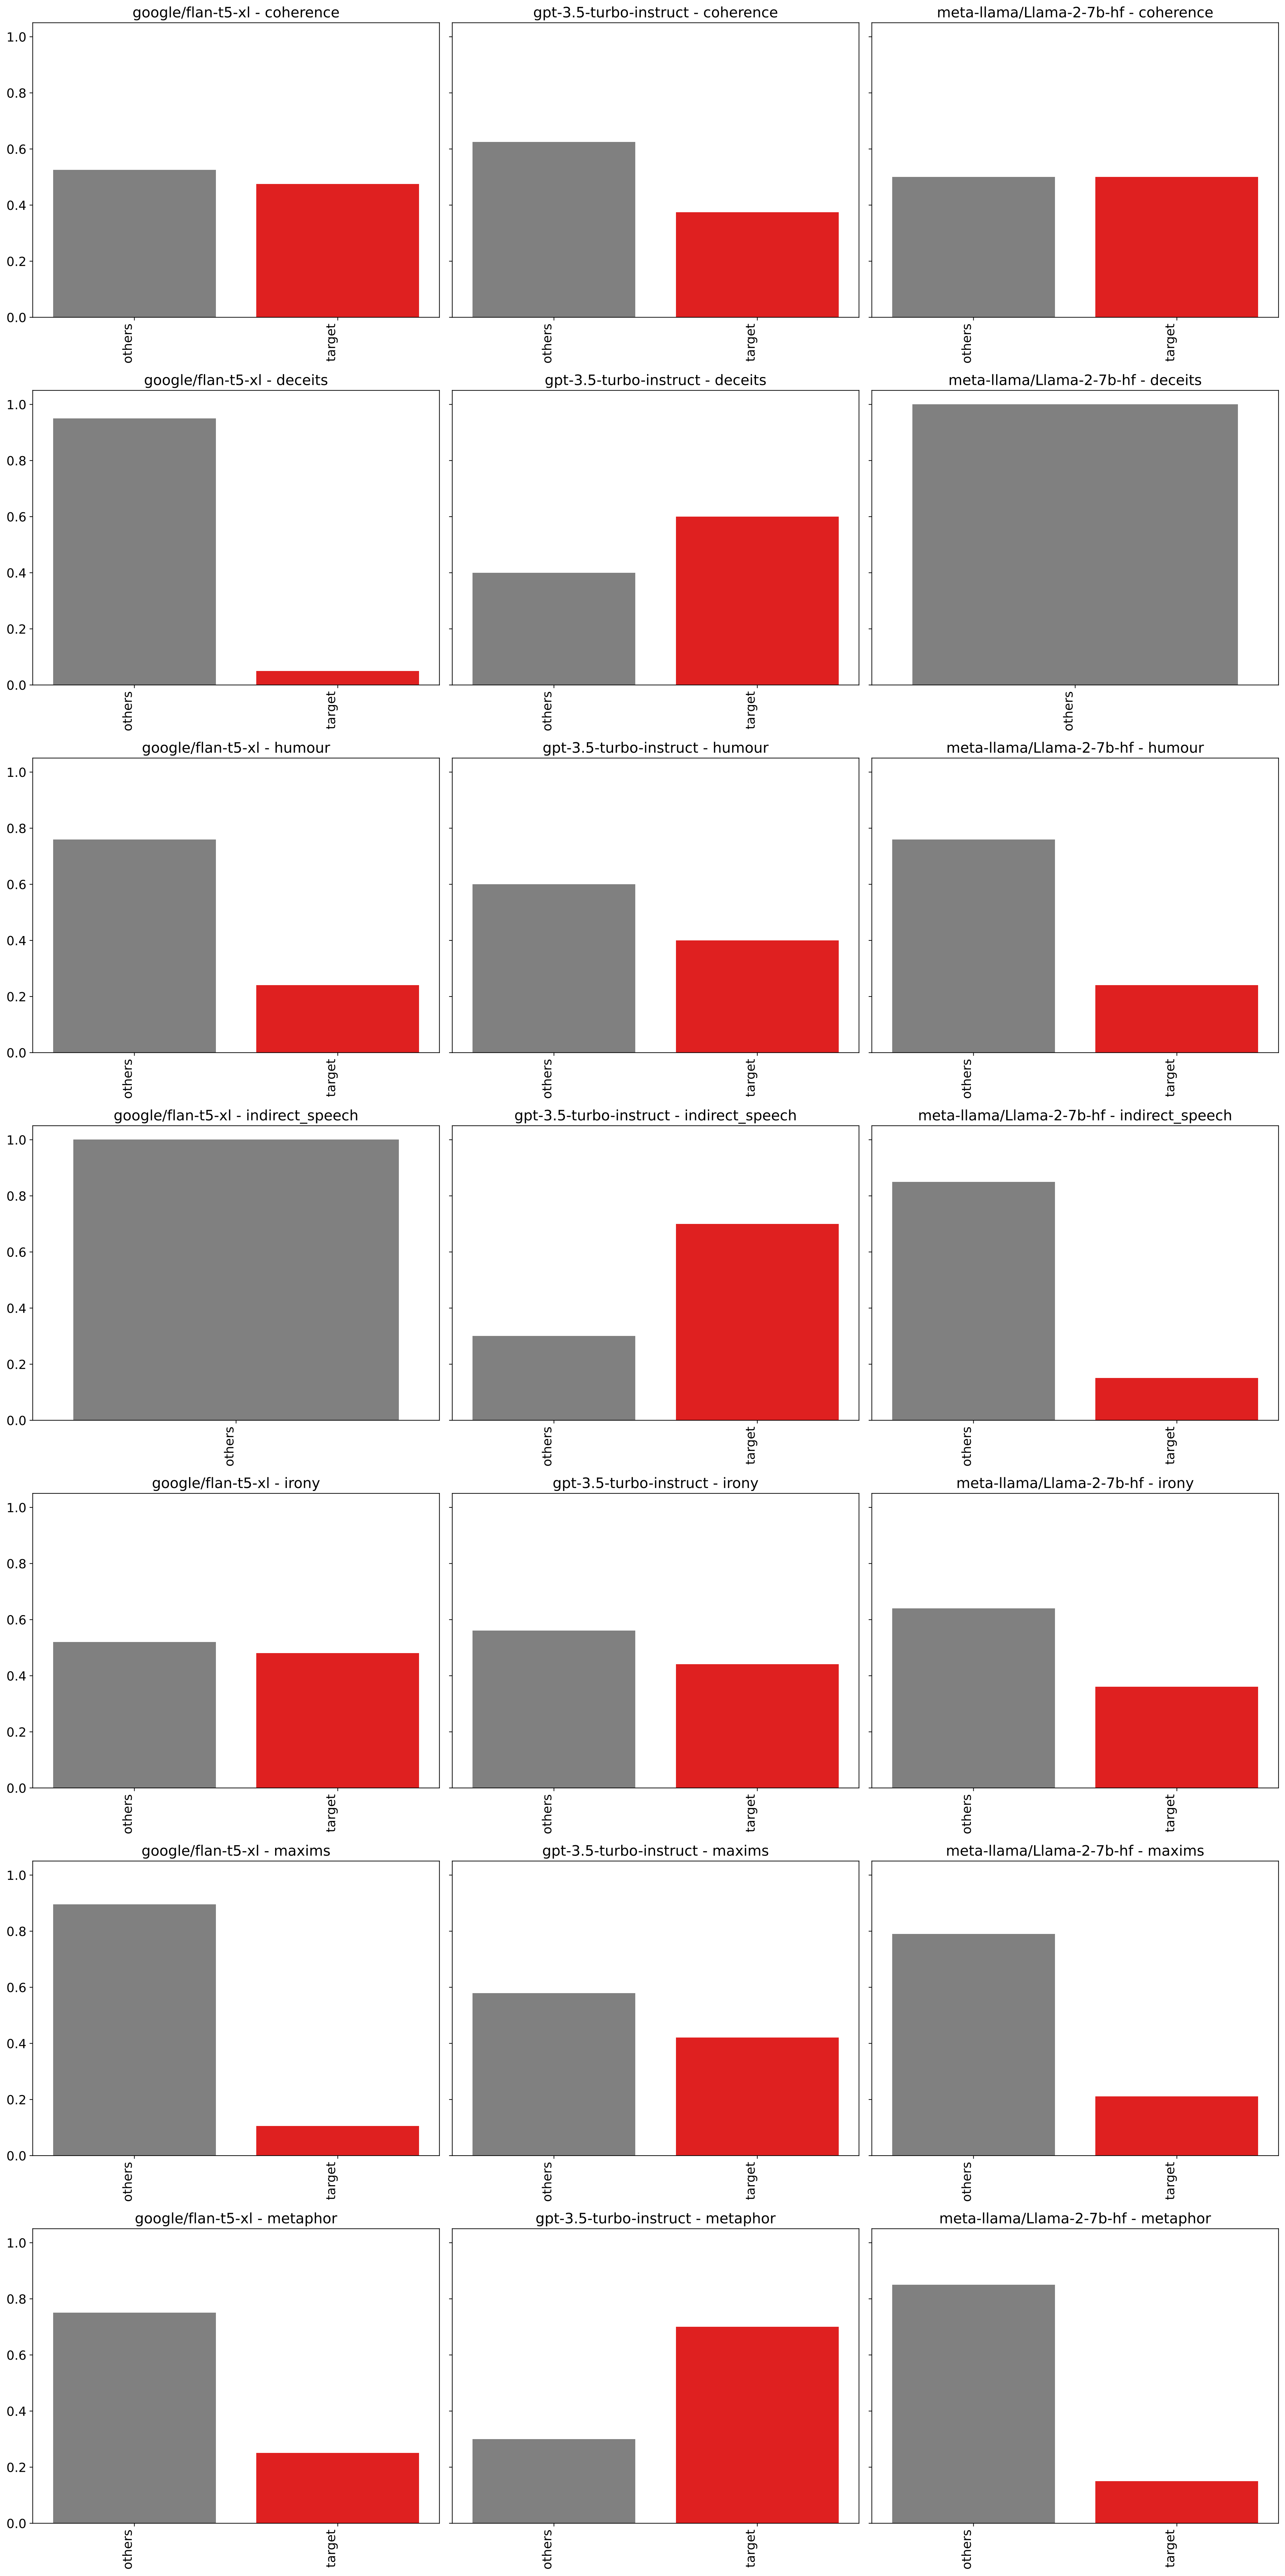 google/flan-t5-xl - coherence
gpt-3.5-turbo-instruct - coherence
meta-llama/Llama-2-7b-hf - coherence
1.0
0.8
0.6
0.4
0.2
0.0
others
target
others
target
others
target
google/flan-t5-xl - deceits
gpt-3.5-turbo-instruct - deceits
meta-llama/Llama-2-7b-hf - deceits
1.0
0.8
0.6
0.4
0.2
0.0
others
target
others
target
others
google/flan-t5-xl - humour
gpt-3.5-turbo-instruct - humour
meta-llama/Llama-2-7b-hf - humour
1.0
0.8
0.6
0.4
0.2
0.0
others
target
others
target
others
target
google/flan-t5-xl - indirect_speech
gpt-3.5-turbo-instruct - indirect_speech
meta-llama/Llama-2-7b-hf - indirect_speech
1.0
0.8
0.6
0.4
0.2
0.0
others
others
target
others
target
google/flan-t5-xl - irony
gpt-3.5-turbo-instruct - irony
meta-llama/Llama-2-7b-hf - irony
1.0
0.8
0.6
0.4
0.2
0.0
others
target
others
target
others
target
google/flan-t5-xl - maxims
gpt-3.5-turbo-instruct - maxims
meta-llama/Llama-2-7b-hf - maxims
1.0
0.8
0.6
0.4
0.2
0.0
others
target
others
target
others
target
google/flan-t5-xl - metaphor
gpt-3.5-turbo-instruct - metaphor
meta-llama/Llama-2-7b-hf - metaphor
1.0
0.8
0.6
0.4
0.2
0.0
others
target
others
target
others
target